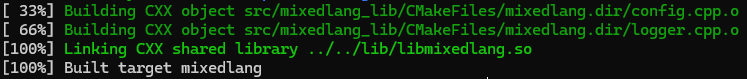 [ 33%] Building CXX object src/mixedlang_lib/CMakeFiles/mixedlang.dir/config.cpp.o
[ 66%] Building CXX object src/mixedlang_lib/CMakeFiles/mixedlang.dir/logger.cpp.o
[100%] Linking CXX shared library ../../lib/libmixedlang.so
[100%] Built target mixedlang